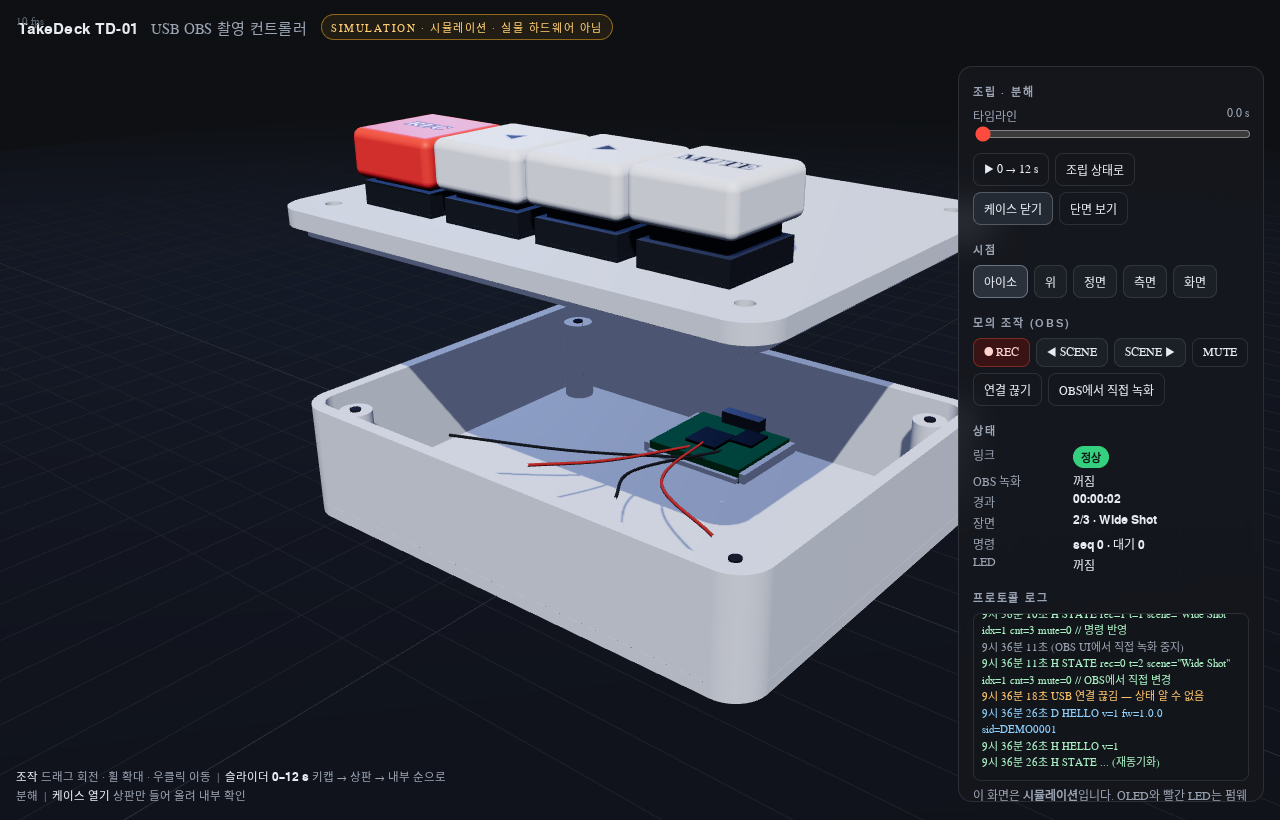 10 fps
TakeDeck TD-01 USB OBS 촬영 컨트롤러 SIMULATION · 시뮬레이션 · 실물 하드웨어 아님
REC
◀
▶
MUTE
조립 · 분해
타임라인 0.0 s
▶ 0 → 12 s 조립 상태로
케이스 닫기 단면 보기
시점
아이소 위 정면 측면 화면
모의 조작 (OBS)
● REC ◀ SCENE SCENE ▶ MUTE
연결 끊기 OBS에서 직접 녹화
상태
링크 정상
OBS 녹화 꺼짐
경과 00:00:02
장면 2/3 · Wide Shot
명령 seq 0 · 대기 0
LED 꺼짐
프로토콜 로그
9시 36분 10초 H STATE rec=1 t=1 scene="Wide Shot"
idx=1 cnt=3 mute=0 // 명령 반영
9시 36분 11초 (OBS UI에서 직접 녹화 중지)
9시 36분 11초 H STATE rec=0 t=2 scene="Wide Shot"
idx=1 cnt=3 mute=0 // OBS에서 직접 변경
9시 36분 18초 USB 연결 끊김 — 상태 알 수 없음
9시 36분 26초 D HELLO v=1 fw=1.0.0
sid=DEMO0001
9시 36분 26초 H HELLO v=1
9시 36분 26초 H STATE ... (재동기화)
이 화면은 시뮬레이션입니다. OLED와 빨간 LED는 펌웨
조작 드래그 회전 · 휠 확대 · 우클릭 이동 | 슬라이더 0–12 s 키캡 → 상판 → 내부 순으로
분해 | 케이스 열기 상판만 들어 올려 내부 확인